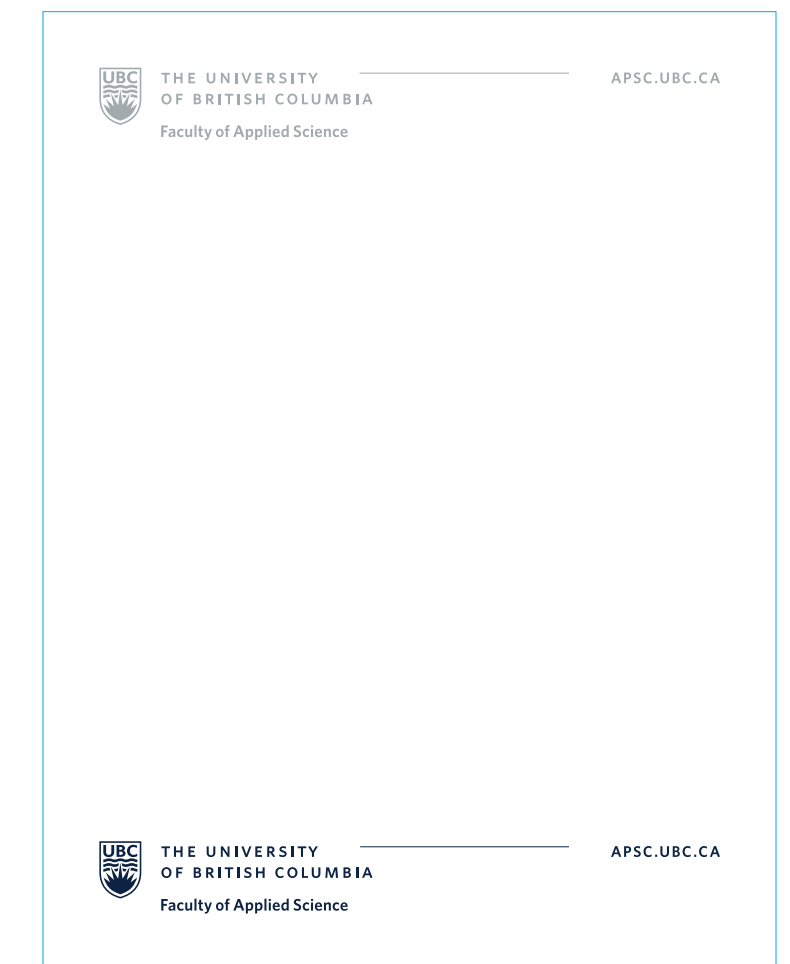 UBC
THE UNIVERSITY
OF BRITISH COLUMBIA
Faculty of Applied Science
APSC.UBC.CA
UBC
THE UNIVERSITY
OF BRITISH COLUMBIA
Faculty of Applied Science
APSC.UBC.CA